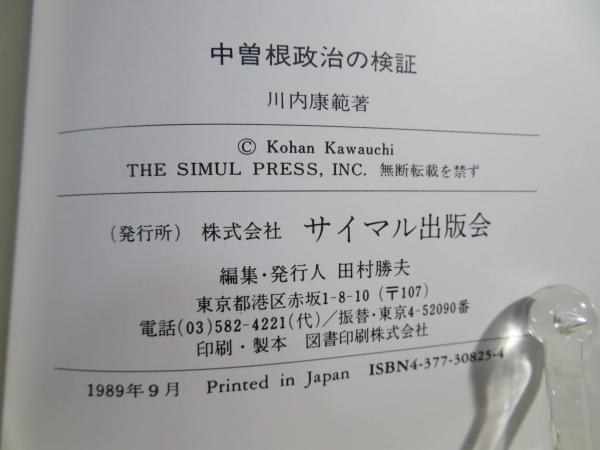 中曽根政治の検証
川内康範著
© Kohan Kawauchi
THE SIMUL PRESS, INC. 無断転載を禁ず
(発行所) 株式会社 サイマル出版会
編集・発行人 田村勝夫
東京都港区赤坂1-8-10 (〒107)
電話(03)582-4221(代)/振替・東京4-52090番
印刷・製本 図書印刷株式会社
1989年9月 Printed in Japan ISBN4-377-30825-4